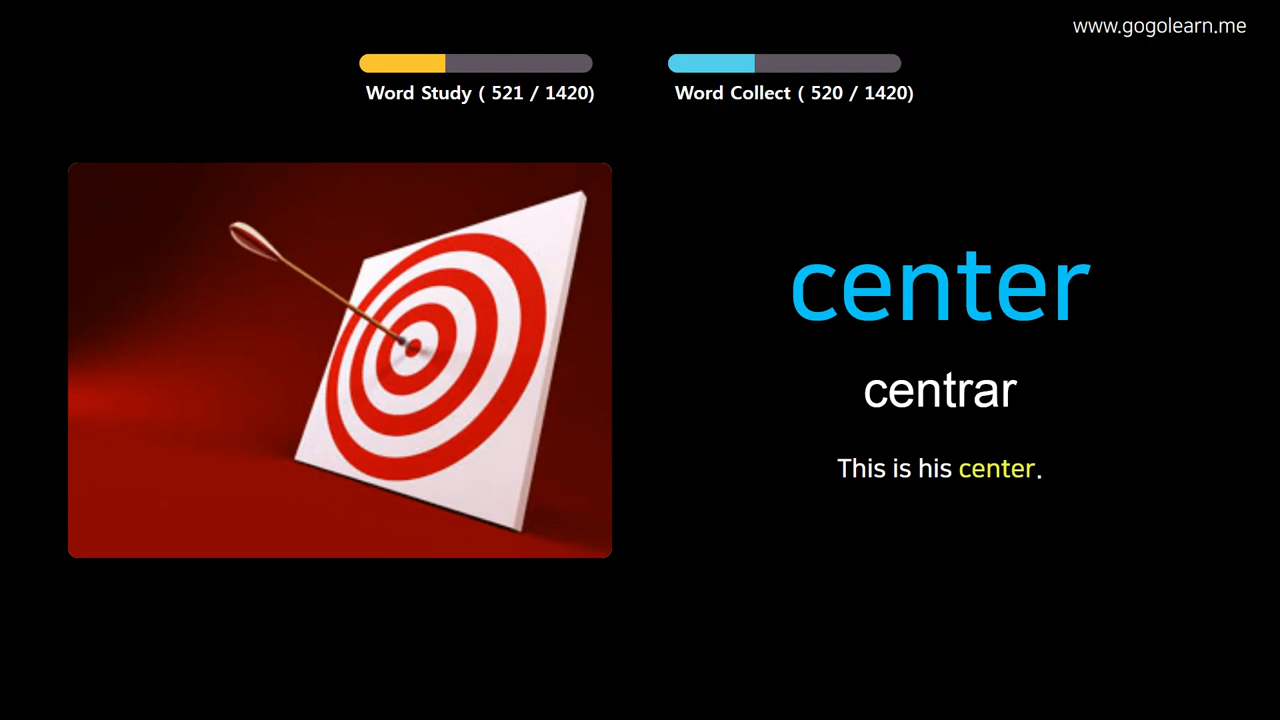 www.gogolearn.me
Word Study ( 521 / 1420)
Word Collect ( 520 / 1420)
center
centrar
This is his center.